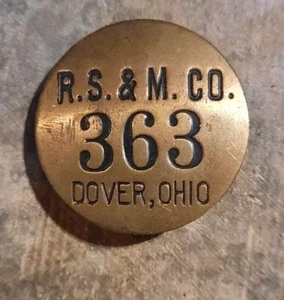 R.S. & M. CO.
363
DOVER, OHIO